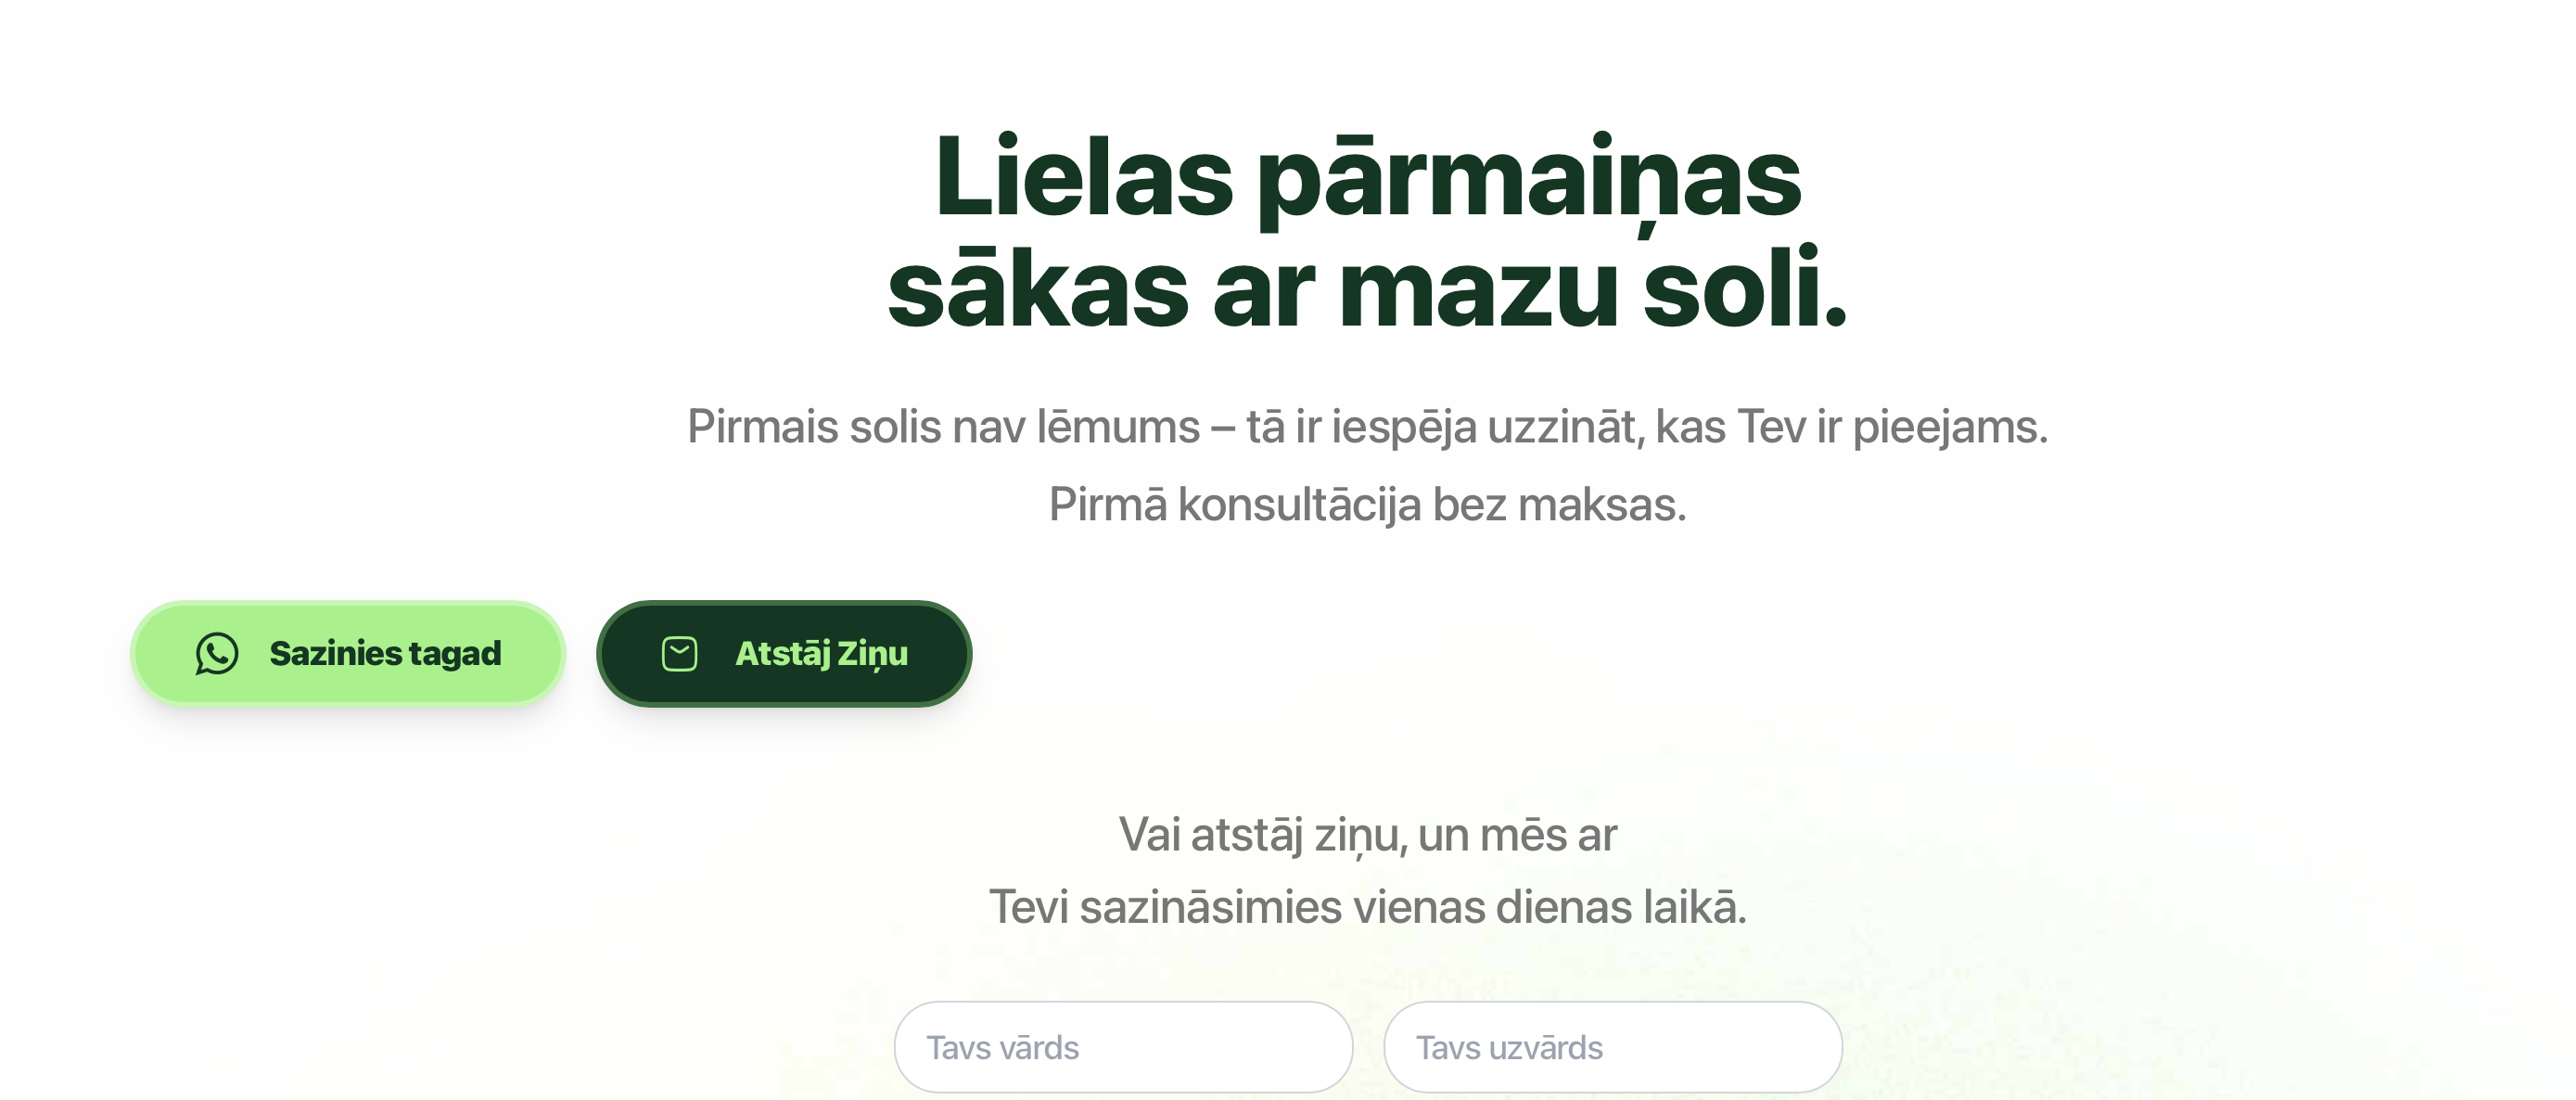 Lielas pārmaiņas
sākas ar mazu soli.
Pirmais solis nav lēmums – tā ir iespēja uzzināt, kas Tev ir pieejams.
Pirmā konsultācija bez maksas.
Sazinies tagad
Atstāj Ziņu
Vai atstāj ziņu, un mēs ar
Tevi sazināsimies vienas dienas laikā.
Tavs vārds
Tavs uzvārds